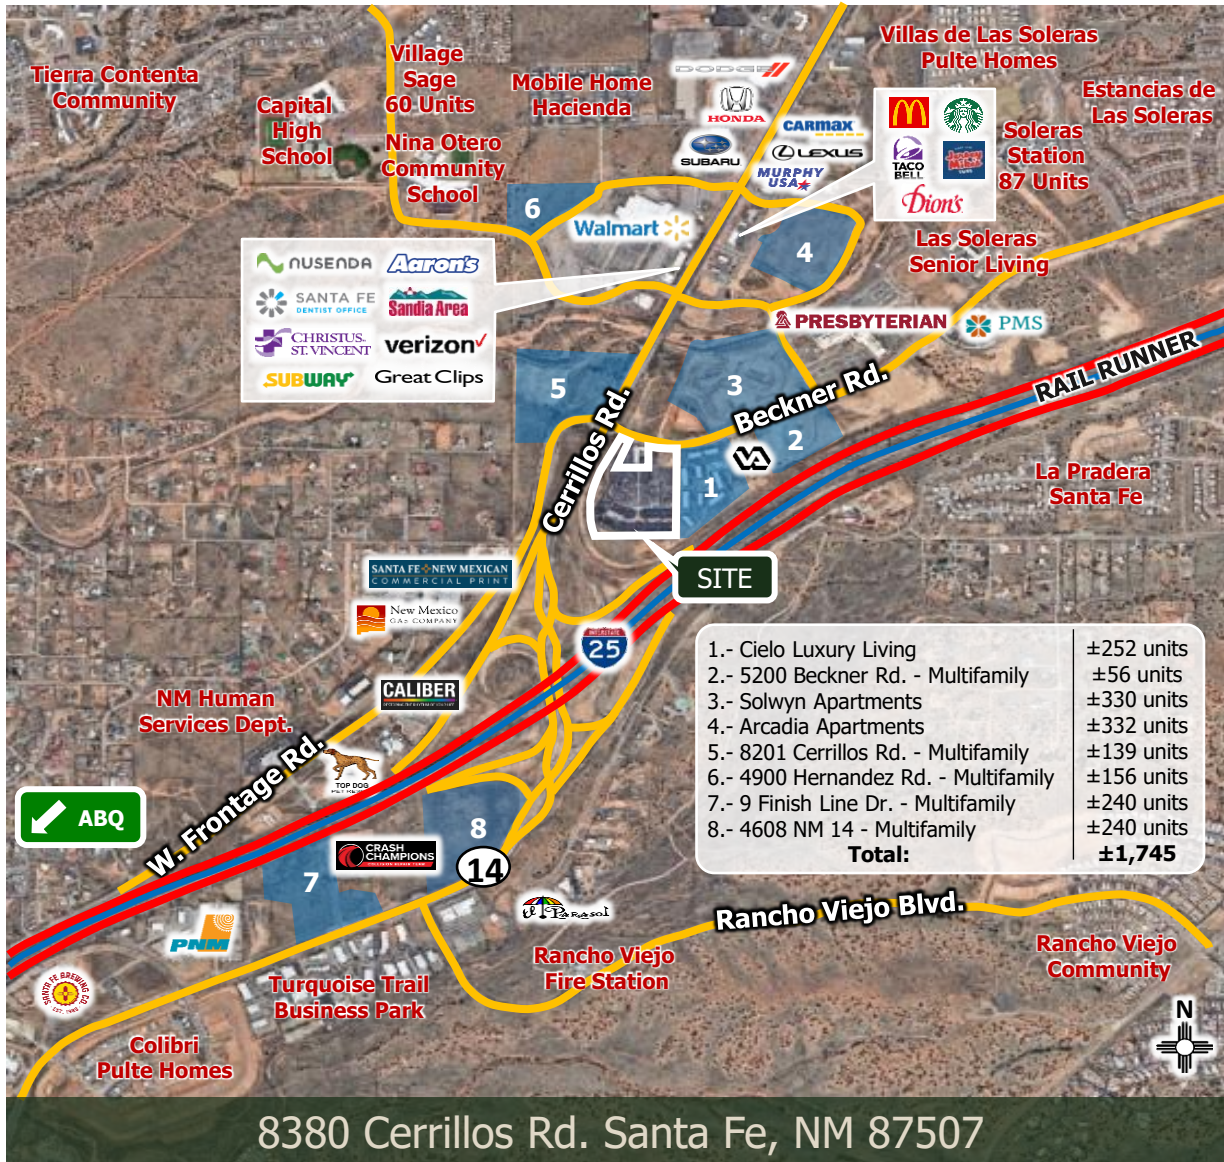 Tierra Contenta
Community
Capital
High
School
Village
Sage
60 Units
Nina Otero
Community
School
Mobile Home
Hacienda
DODGE
HONDA
SUBARU
CARMAX
LEXUS
MURPHY
USA
Villas de Las Soleras
Pulte Homes
Estancias de
Las Soleras
TACO
BELL
Dion's
Soleras
Station
87 Units
6
Walmart
4
Las Soleras
Senior Living
NUSENDA
Aaron's
SANTA FE
DENTIST OFFICE
Sandia Area
CHRISTUS
ST. VINCENT
verizon
SUBWAY
Great Clips
PRESBYTERIAN
PMS
RAIL RUNNER
5
3
Beckner Rd.
2
VA
1
Cerrillos Rd.
La Pradera
Santa Fe
SITE
SANTA FE NEW MEXICAN
COMMERCIAL PRINT
New Mexico
GAS COMPANY
INTERSTATE
25
CALIBER
NM Human
Services Dept.
TOP DOG
W. Frontage Rd.
ABQ
1.- Cielo Luxury Living ±252 units
2.- 5200 Beckner Rd. - Multifamily ±56 units
3.- Solwyn Apartments ±330 units
4.- Arcadia Apartments ±332 units
5.- 8201 Cerrillos Rd. - Multifamily ±139 units
6.- 4900 Hernandez Rd. - Multifamily ±156 units
7.- 9 Finish Line Dr. - Multifamily ±240 units
8.- 4608 NM 14 - Multifamily ±240 units
Total: ±1,745
8
CRASH
CHAMPIONS
14
7
El Parasol
Rancho Viejo Blvd.
PNM
Rancho Viejo
Fire Station
Rancho Viejo
Community
SANTA FE BREWING CO.
Turquoise Trail
Business Park
N
Colibri
Pulte Homes
8380 Cerrillos Rd. Santa Fe, NM 87507